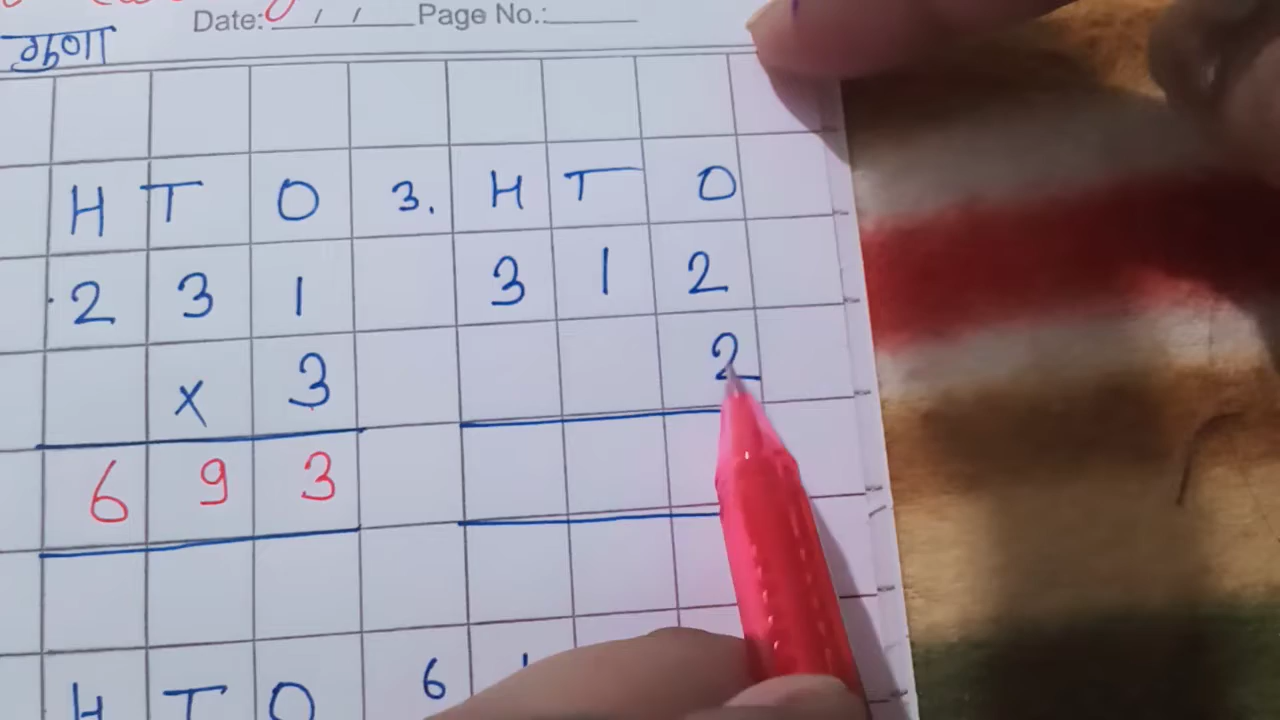 Date: / / Page No.:
गुणा
H T O 3. H T O
2 3 1 3 1 2
x 3 2
6 9 3
H T O 6